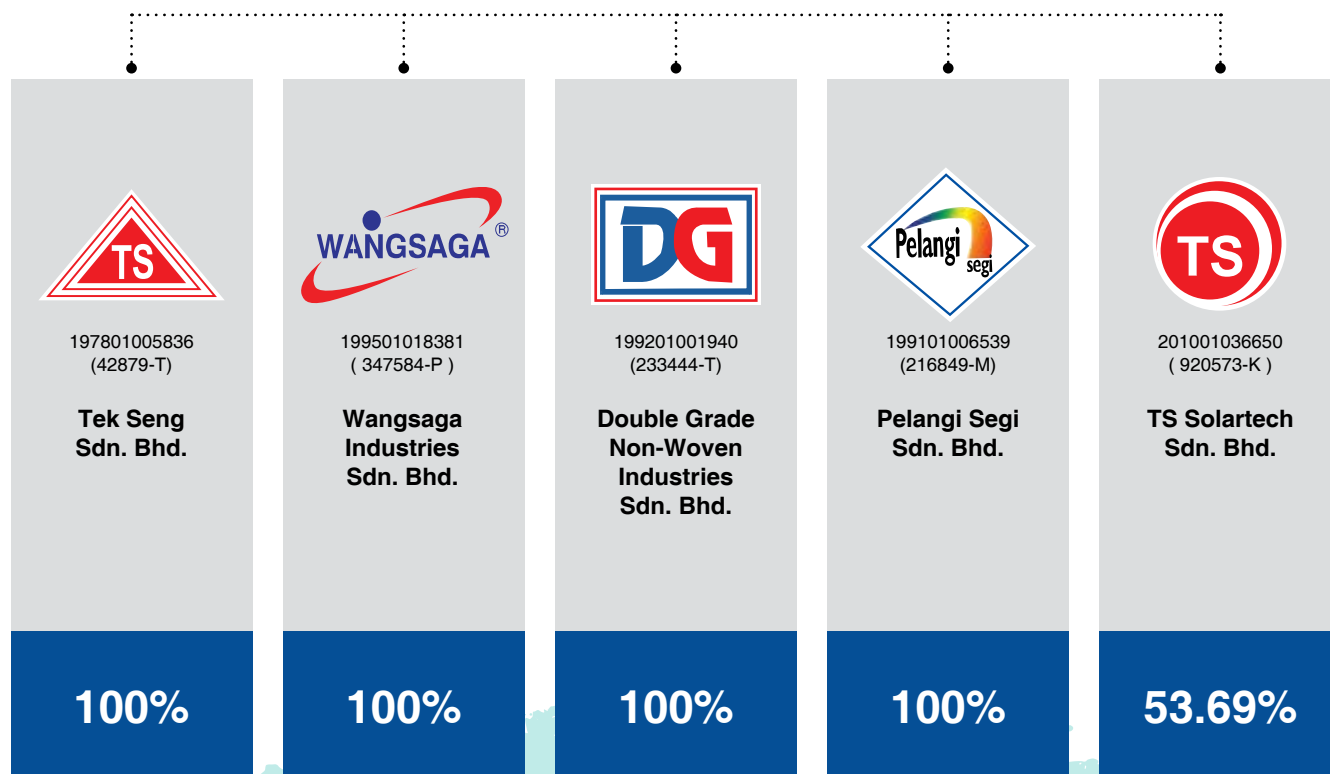 TS
197801005836
(42879-T)
Tek Seng
Sdn. Bhd.
100%
WANGSAGA®
199501018381
( 347584-P )
Wangsaga
Industries
Sdn. Bhd.
100%
DG
199201001940
(233444-T)
Double Grade
Non-Woven
Industries
Sdn. Bhd.
100%
Pelangi
segi
199101006539
(216849-M)
Pelangi Segi
Sdn. Bhd.
100%
TS
201001036650
( 920573-K )
TS Solartech
Sdn. Bhd.
53.69%